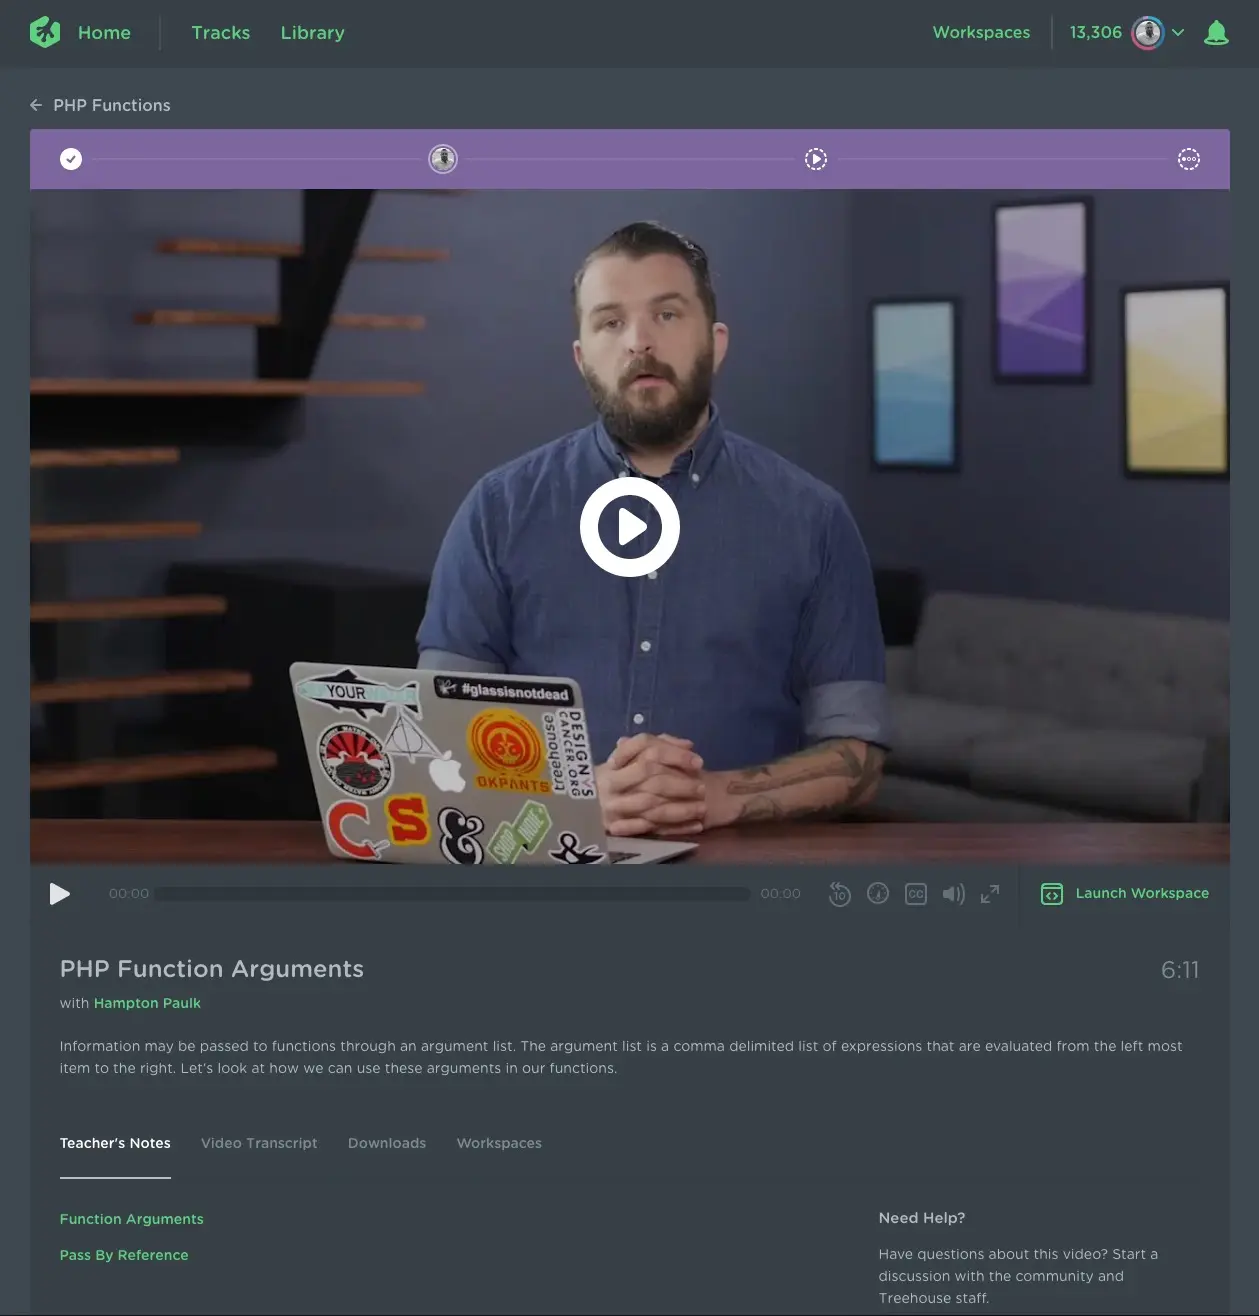 Home
Tracks
Library
Workspaces
13,306
← PHP Functions
YOUR
#glassisnotdead
OKPANTS
treehouse
DESIGN VS
CANCER.ORG
CS
&
SHOP NOTE
&
00:00
00:00
10
CC
Launch Workspace
PHP Function Arguments
6:11
with Hampton Paulk
Information may be passed to functions through an argument list. The argument list is a comma delimited list of expressions that are evaluated from the left most
item to the right. Let's look at how we can use these arguments in our functions.
Teacher's Notes
Video Transcript
Downloads
Workspaces
Function Arguments
Pass By Reference
Need Help?
Have questions about this video? Start a
discussion with the community and
Treehouse staff.